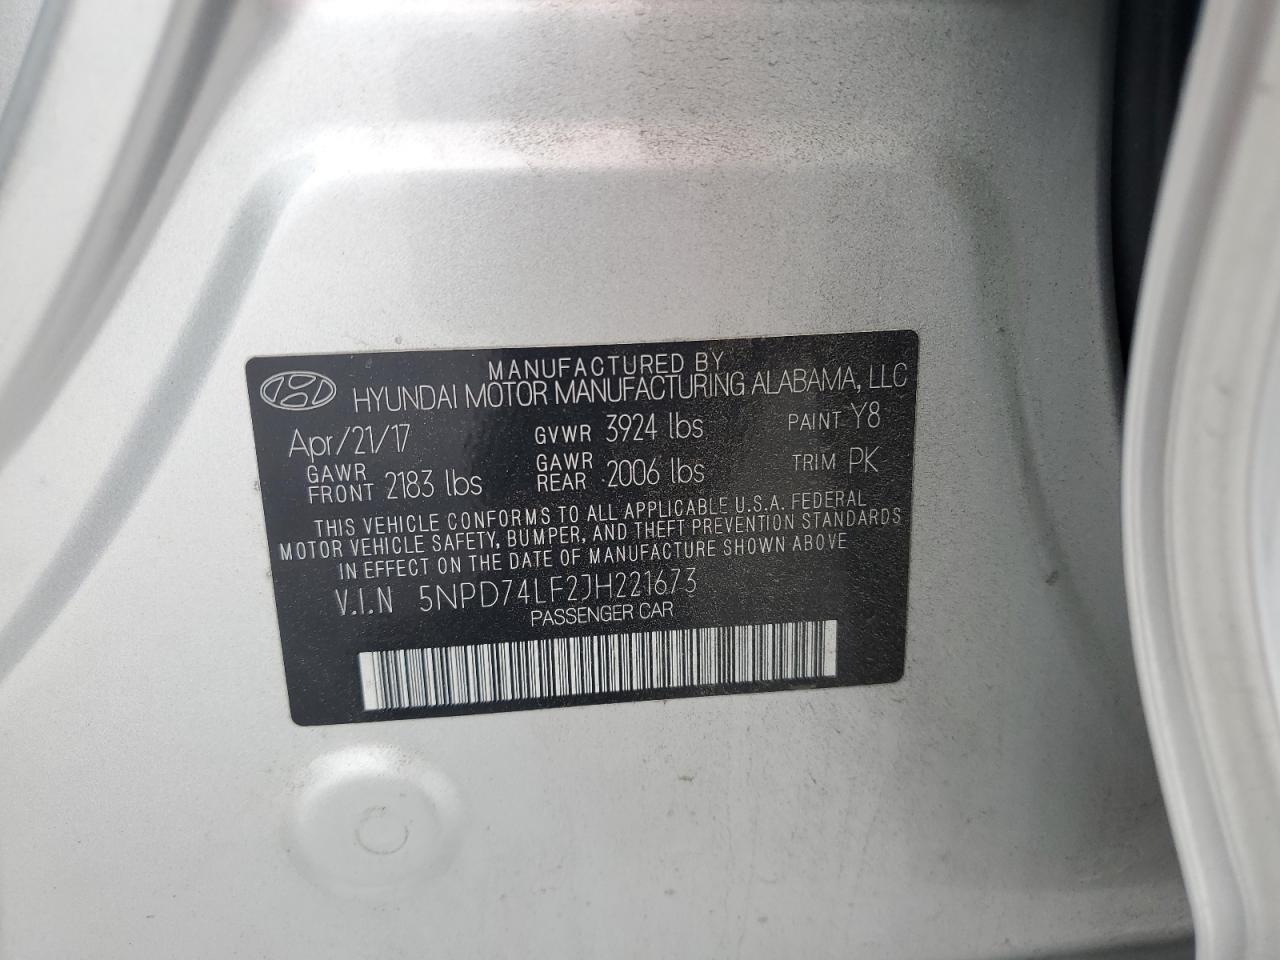 MANUFACTURED BY
HYUNDAI MOTOR MANUFACTURING ALABAMA, LLC
Apr/21/17 GVWR 3924 lbs PAINT Y8
GAWR FRONT 2183 lbs GAWR REAR 2006 lbs TRIM PK
THIS VEHICLE CONFORMS TO ALL APPLICABLE U.S.A. FEDERAL
MOTOR VEHICLE SAFETY, BUMPER, AND THEFT PREVENTION STANDARDS
IN EFFECT ON THE DATE OF MANUFACTURE SHOWN ABOVE
V.I.N 5NPD74LF2JH221673
PASSENGER CAR